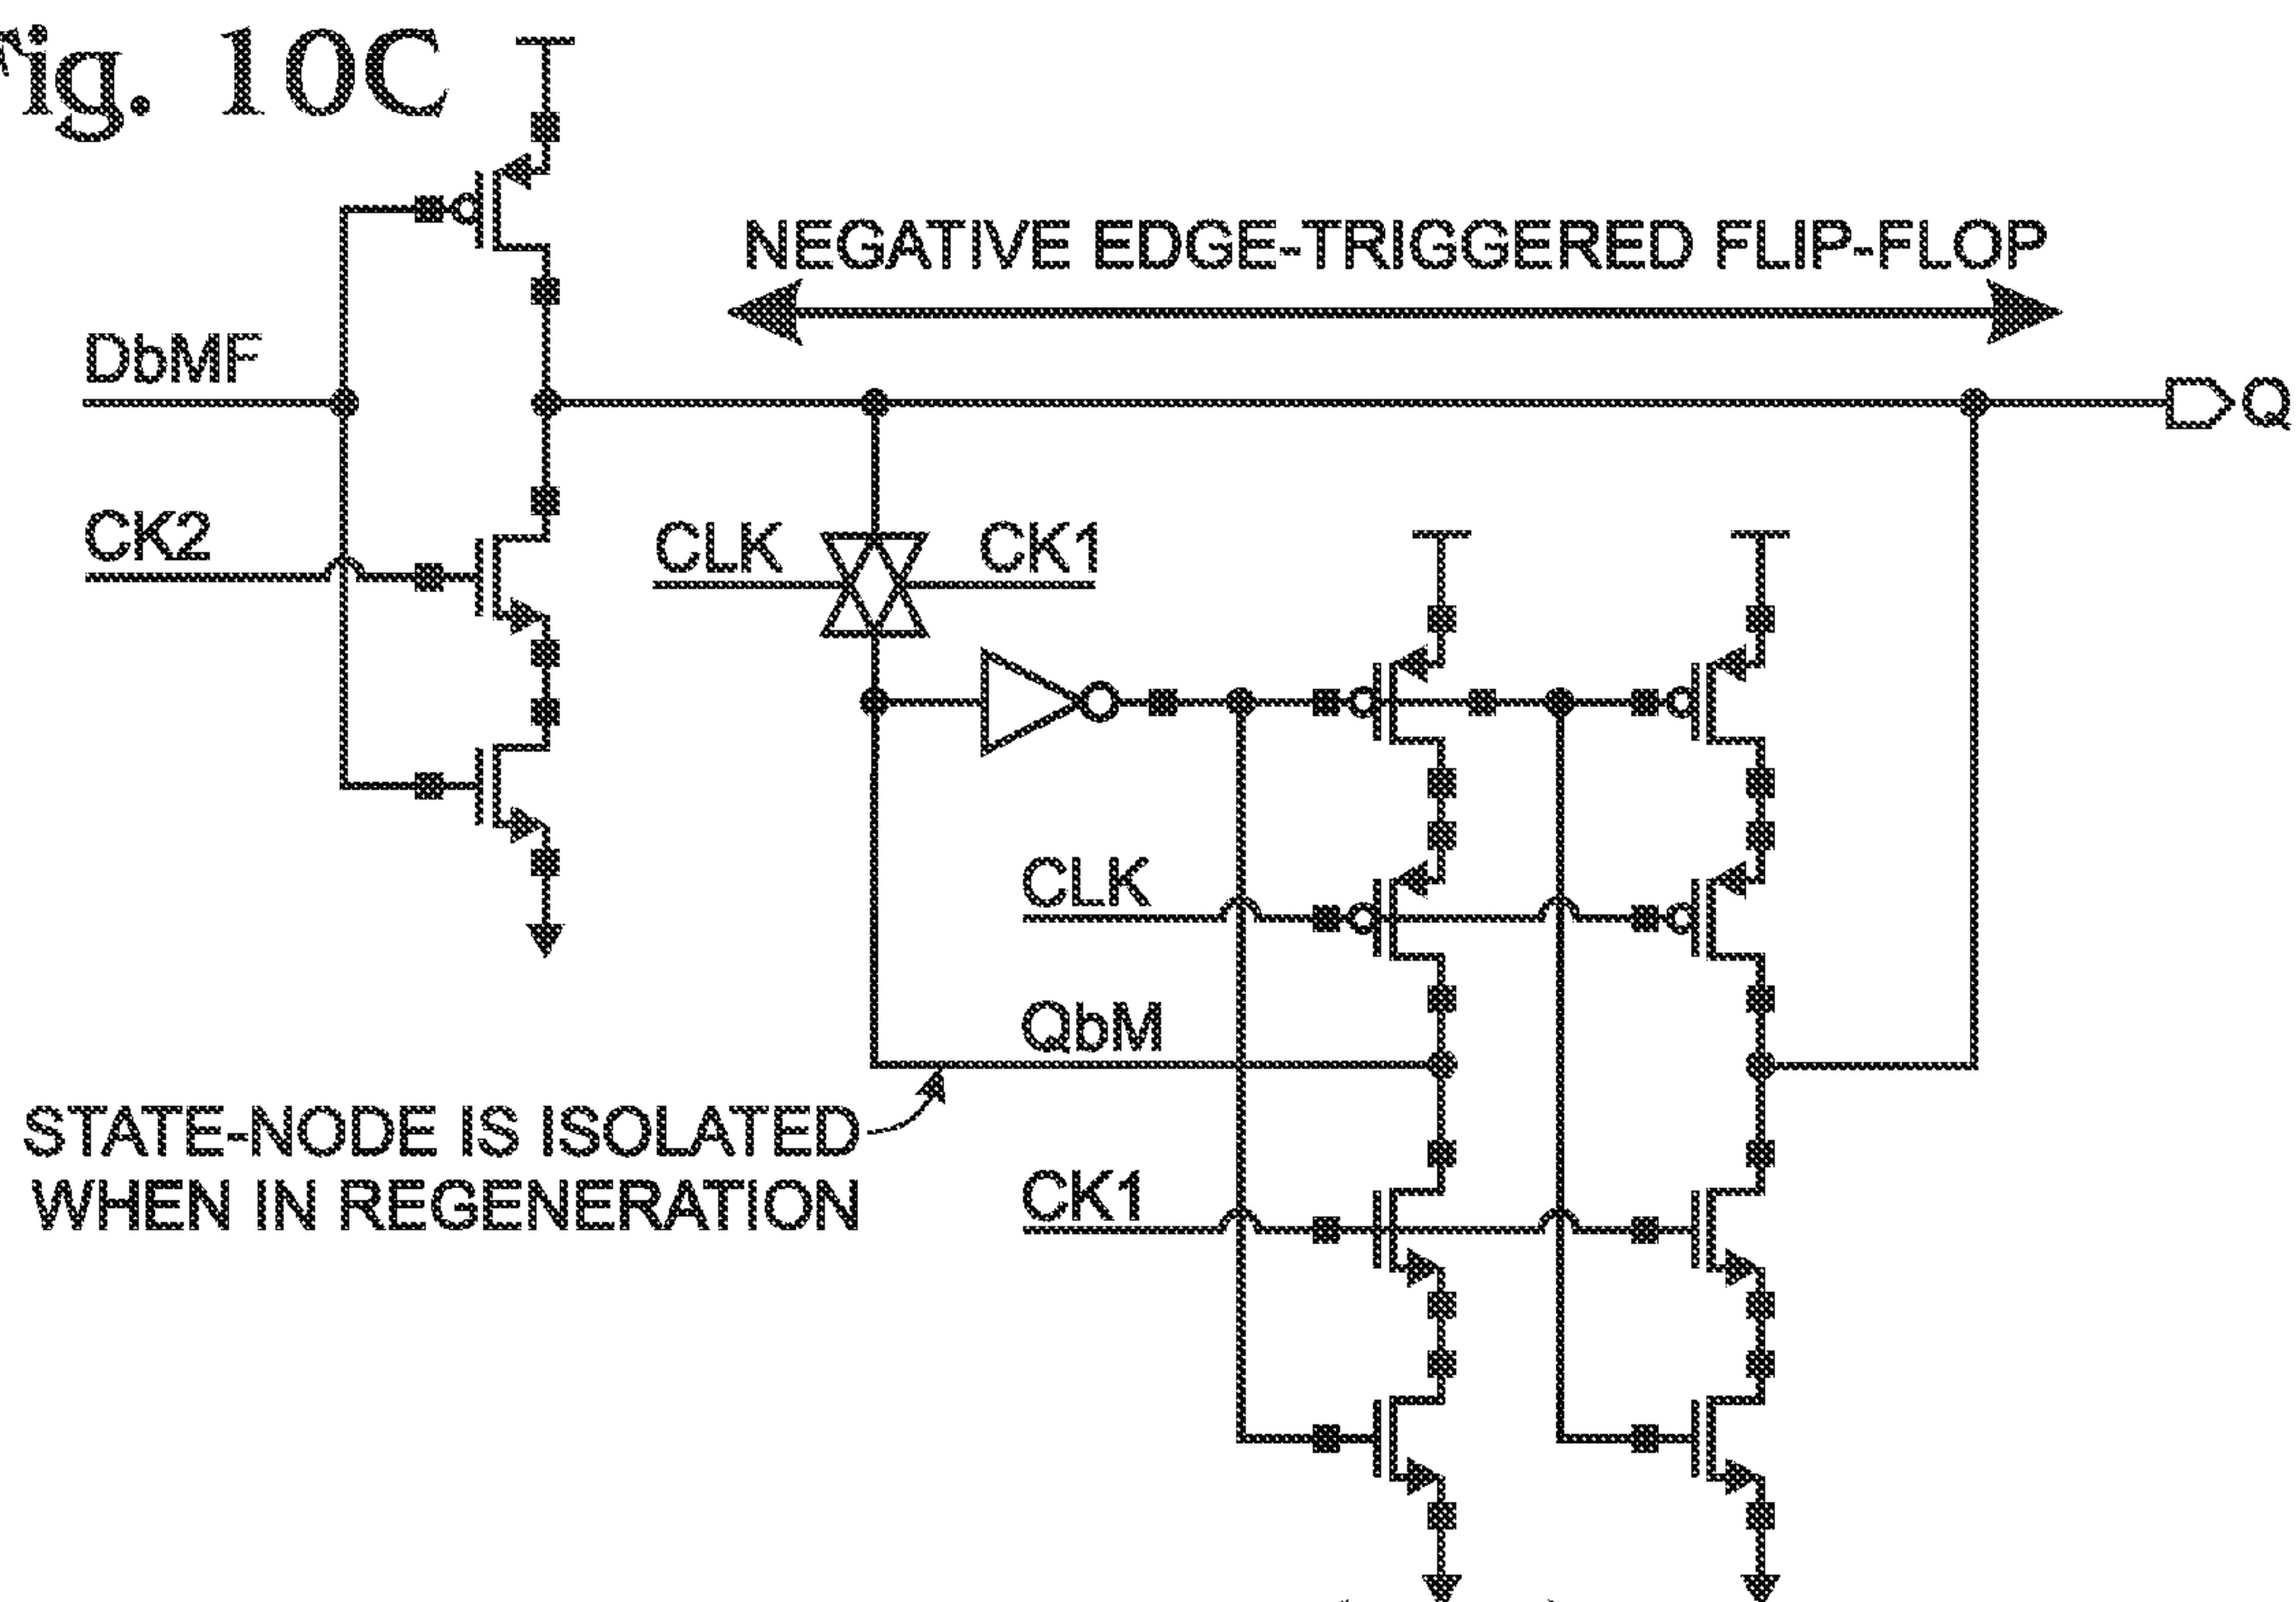 Fig. 10C
NEGATIVE EDGE-TRIGGERED FLIP-FLOP
DbMF
Q
CK2
CLK
CK1
CLK
QbM
STATE-NODE IS ISOLATED
WHEN IN REGENERATION
CK1